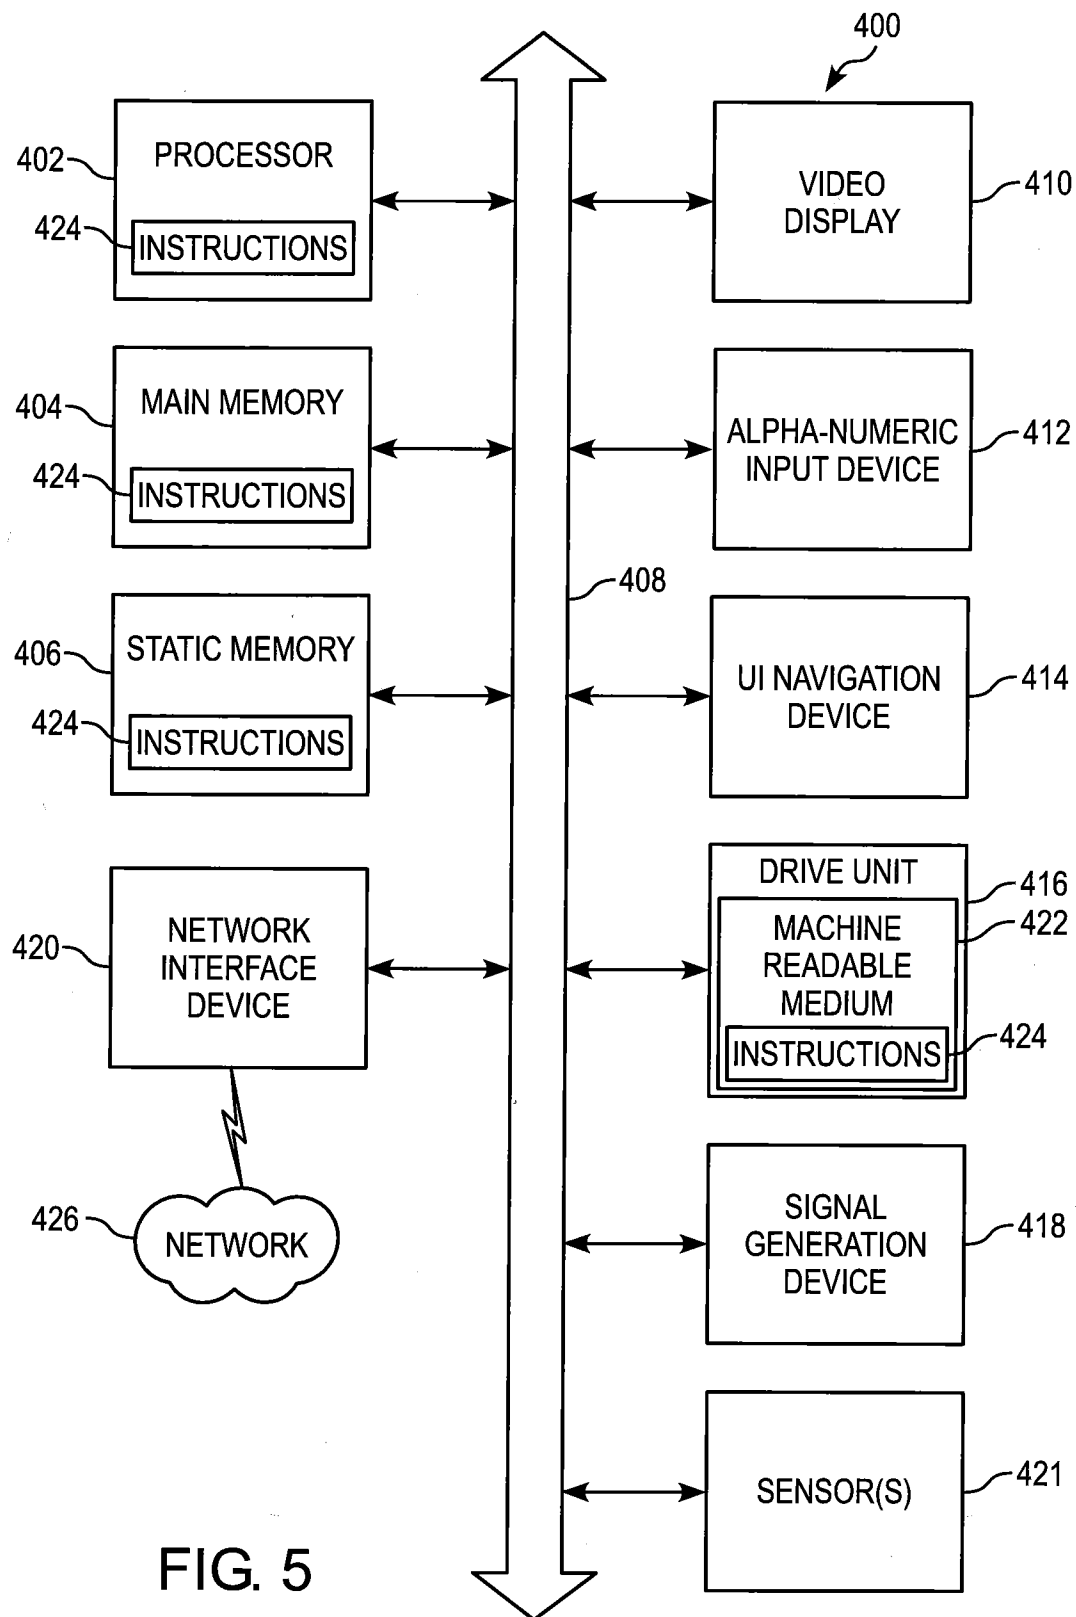 400
402
PROCESSOR
424
INSTRUCTIONS
VIDEO
DISPLAY
410
404
MAIN MEMORY
424
INSTRUCTIONS
ALPHA-NUMERIC
INPUT DEVICE
412
408
406
STATIC MEMORY
424
INSTRUCTIONS
UI NAVIGATION
DEVICE
414
420
NETWORK
INTERFACE
DEVICE
DRIVE UNIT
416
MACHINE
READABLE
MEDIUM
422
INSTRUCTIONS
424
426
NETWORK
SIGNAL
GENERATION
DEVICE
418
SENSOR(S)
421
FIG. 5